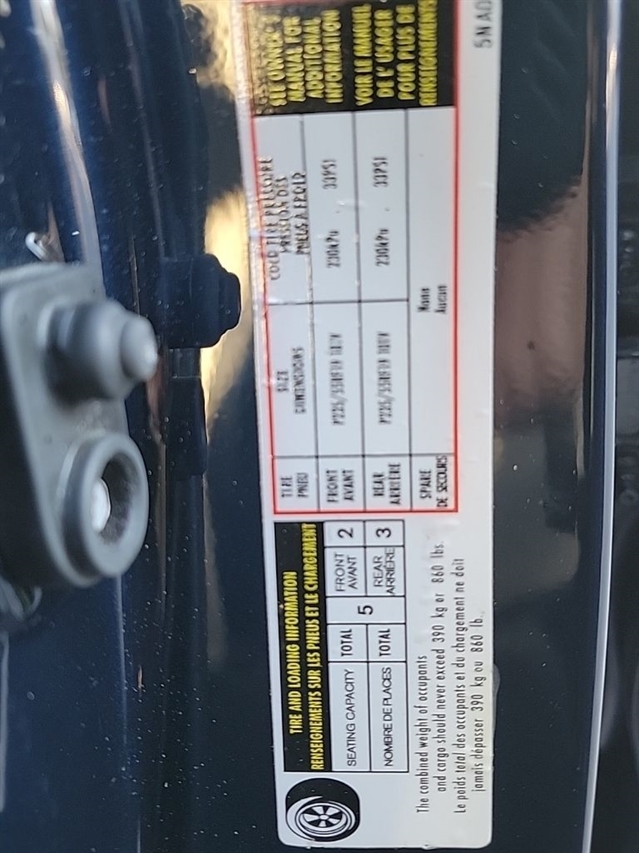 TIRE AND LOADING INFORMATION
RENSEIGNEMENTS SUR LES PNEUS ET LE CHARGEMENT
SEATING CAPACITY TOTAL 5 FRONT AVANT 2 REAR ARRIÈRE 3
NOMBRE DE PLACES TOTAL
The combined weight of occupants
and cargo should never exceed 390 kg or 860 lbs.
Le poids total des occupants et du chargement ne doit
jamais dépasser 390 kg ou 860 lb.
TIRE
PNEU
SIZE
DIMENSIONS
COLD TIRE PRESSURE
PRESSION DES
PNEUS À FROID
FRONT
AVANT
230kPa, 33PSI
REAR
ARRIÈRE
230kPa, 33PSI
SPARE
DE SECOURS
None
Aucun
SEE OWNER'S
MANUAL FOR
ADDITIONAL
INFORMATION
VOIR LE MANUEL
DE L' USAGER
POUR PLUS DE
RENSEIGNEMENTS
5NA0